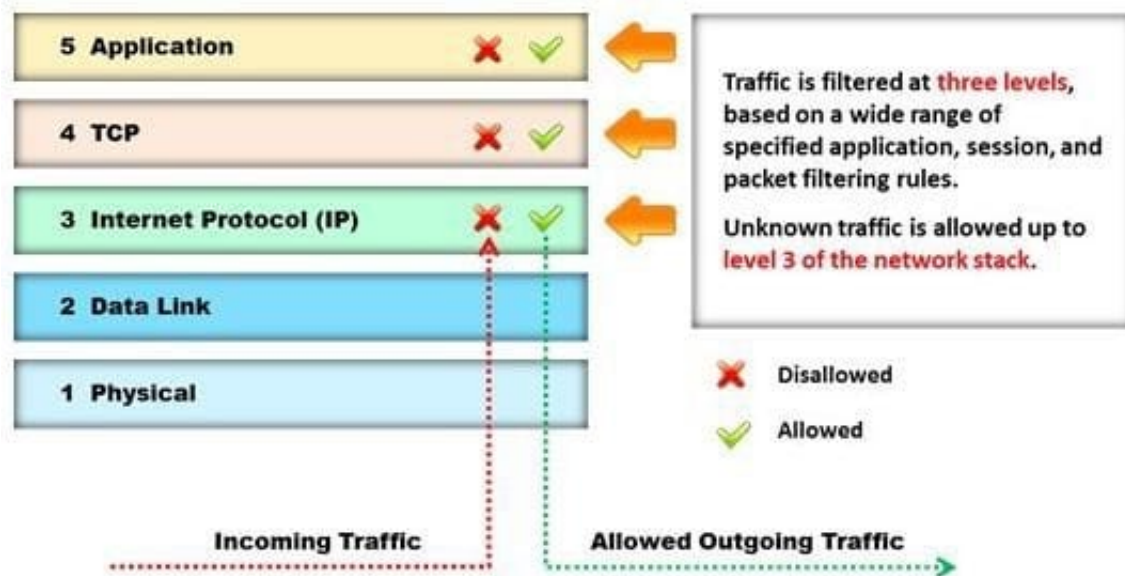 5 Application
4 TCP
3 Internet Protocol (IP)
2 Data Link
1 Physical
Traffic is filtered at three levels,
based on a wide range of
specified application, session, and
packet filtering rules.
Unknown traffic is allowed up to
level 3 of the network stack.
Disallowed
Allowed
Incoming Traffic
Allowed Outgoing Traffic